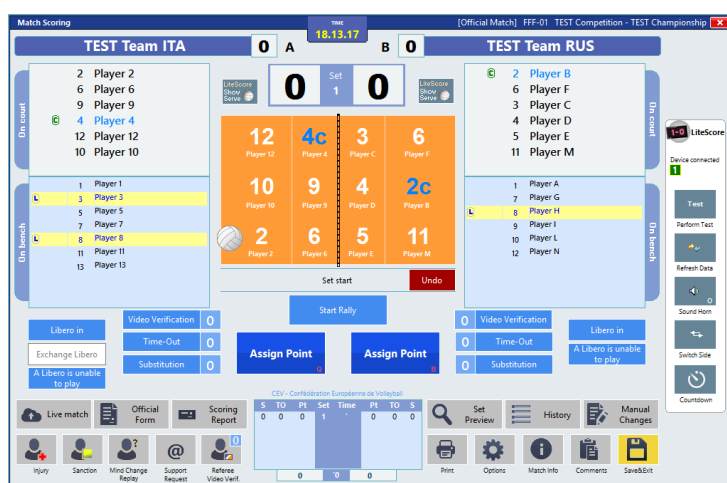 Match Scoring
TIME
18.13.17
[Official Match] FFF-01 TEST Competition - TEST Championship
TEST Team ITA
0 A
B 0
TEST Team RUS
On court
2 Player 2
6 Player 6
9 Player 9
C 4 Player 4
12 Player 12
10 Player 10
LiteScore
Show
Serve
0
Set
1
0
LiteScore
Show
Serve
C 2 Player B
6 Player F
3 Player C
4 Player D
5 Player E
11 Player M
On court
12 4c 3 6
Player 12 Player 4 Player C Player F
10 9 4 2c
Player 10 Player 9 Player D Player B
2 6 5 11
Player 2 Player 6 Player E Player M
On bench
1 Player 1
L 3 Player 3
5 Player 5
7 Player 7
L 8 Player 8
11 Player 11
13 Player 13
1 Player A
7 Player G
L 8 Player H
9 Player I
10 Player L
12 Player N
On bench
Set start
Undo
Start Rally
Libero in
Exchange Libero
A Libero is unable
to play
Video Verification 0
Time-Out 0
Substitution 0
Assign Point
Q
Assign Point
B
0 Video Verification
0 Time-Out
0 Substitution
Libero in
A Libero is unable
to play
CEV - Confédération Européenne de Volleyball
S TO Pt Set Time Pt TO S
0 0 0 1 ' 0 0 0
0 '0 0
Live match
Official
Form
Scoring
Report
Set
Preview
History
Manual
Changes
Injury
Sanction
Mind Change
Replay
@
Support
Request
0
Referee
Video Verif.
Print
Options
Match Info
Comments
Save&Exit
1-0 LiteScore
Device connected
1
Test
Perform Test
Refresh Data
O
Sound Horn
Switch Side
Countdown